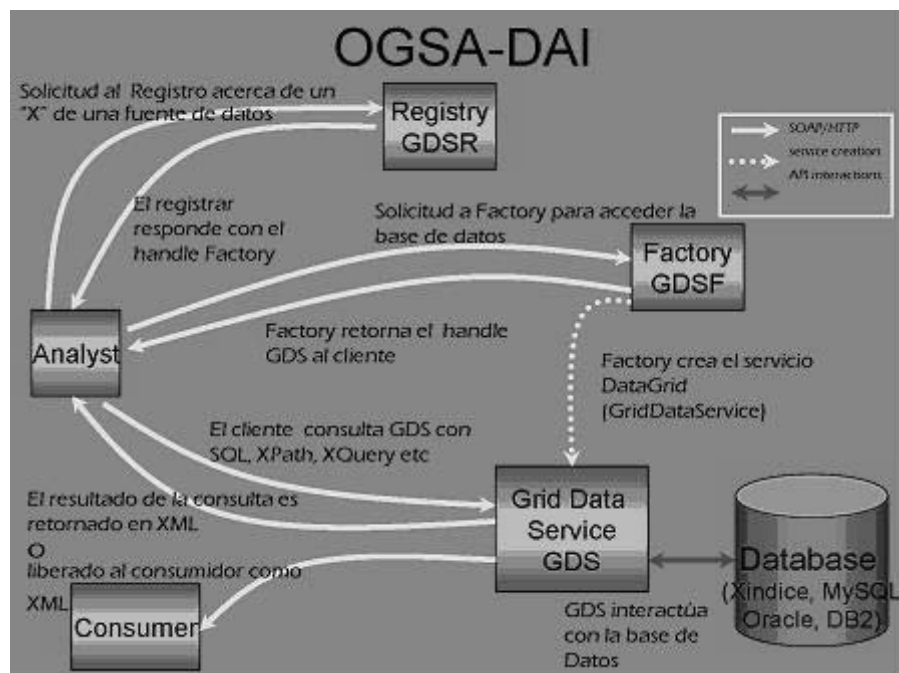 OGSA-DAI
Solicitud al Registro acerca de un
"X" de una fuente de datos
Registry
GDSR
SOAP/HTTP
service creation
API interactions
El registrar
responde con el
handle Factory
Solicitud a Factory para acceder la
base de datos
Factory
GDSF
Analyst
Factory retorna el handle
GDS al cliente
Factory crea el servicio
DataGrid
(GridDataService)
El cliente consulta GDS con
SQL, XPath, XQuery etc
El resultado de la consulta es
retornado en XML
O
liberado al consumidor como
XML
Grid Data
Service
GDS
Database
(Xindice, MySQL
Oracle, DB2)
Consumer
GDS interactúa
con la base de
Datos